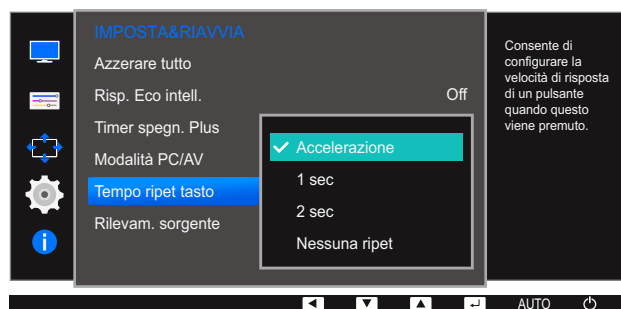 IMPOSTA&RIAVVIA
Azzerare tutto
Risp. Eco intell.
Off
Timer spegn. Plus
Modalità PC/AV
Tempo ripet tasto
Rilevam. sorgente
Accelerazione
1 sec
2 sec
Nessuna ripet
Consente di
configurare la
velocità di risposta
di un pulsante
quando questo
viene premuto.
AUTO